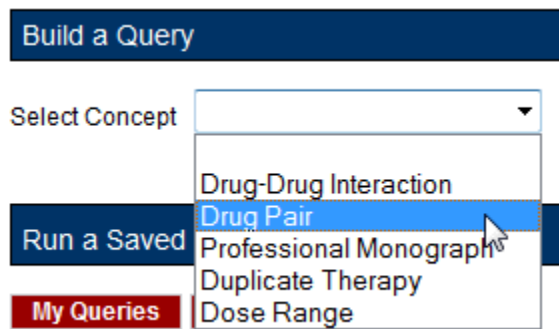 Build a Query
Select Concept
Drug-Drug Interaction
Drug Pair
Run a Saved
Professional Monograph
Duplicate Therapy
My Queries
Dose Range